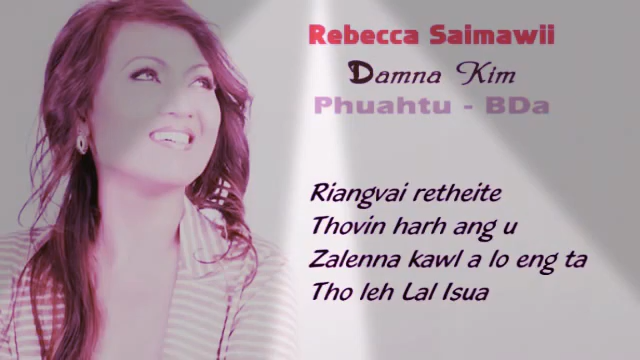 Rebecca Saimawii
Damna Kim
Phuahtu - BDa
Riangvai retheite
Thovin harh ang u
Zalenna kawl a lo eng ta
Tho leh Lal Isua